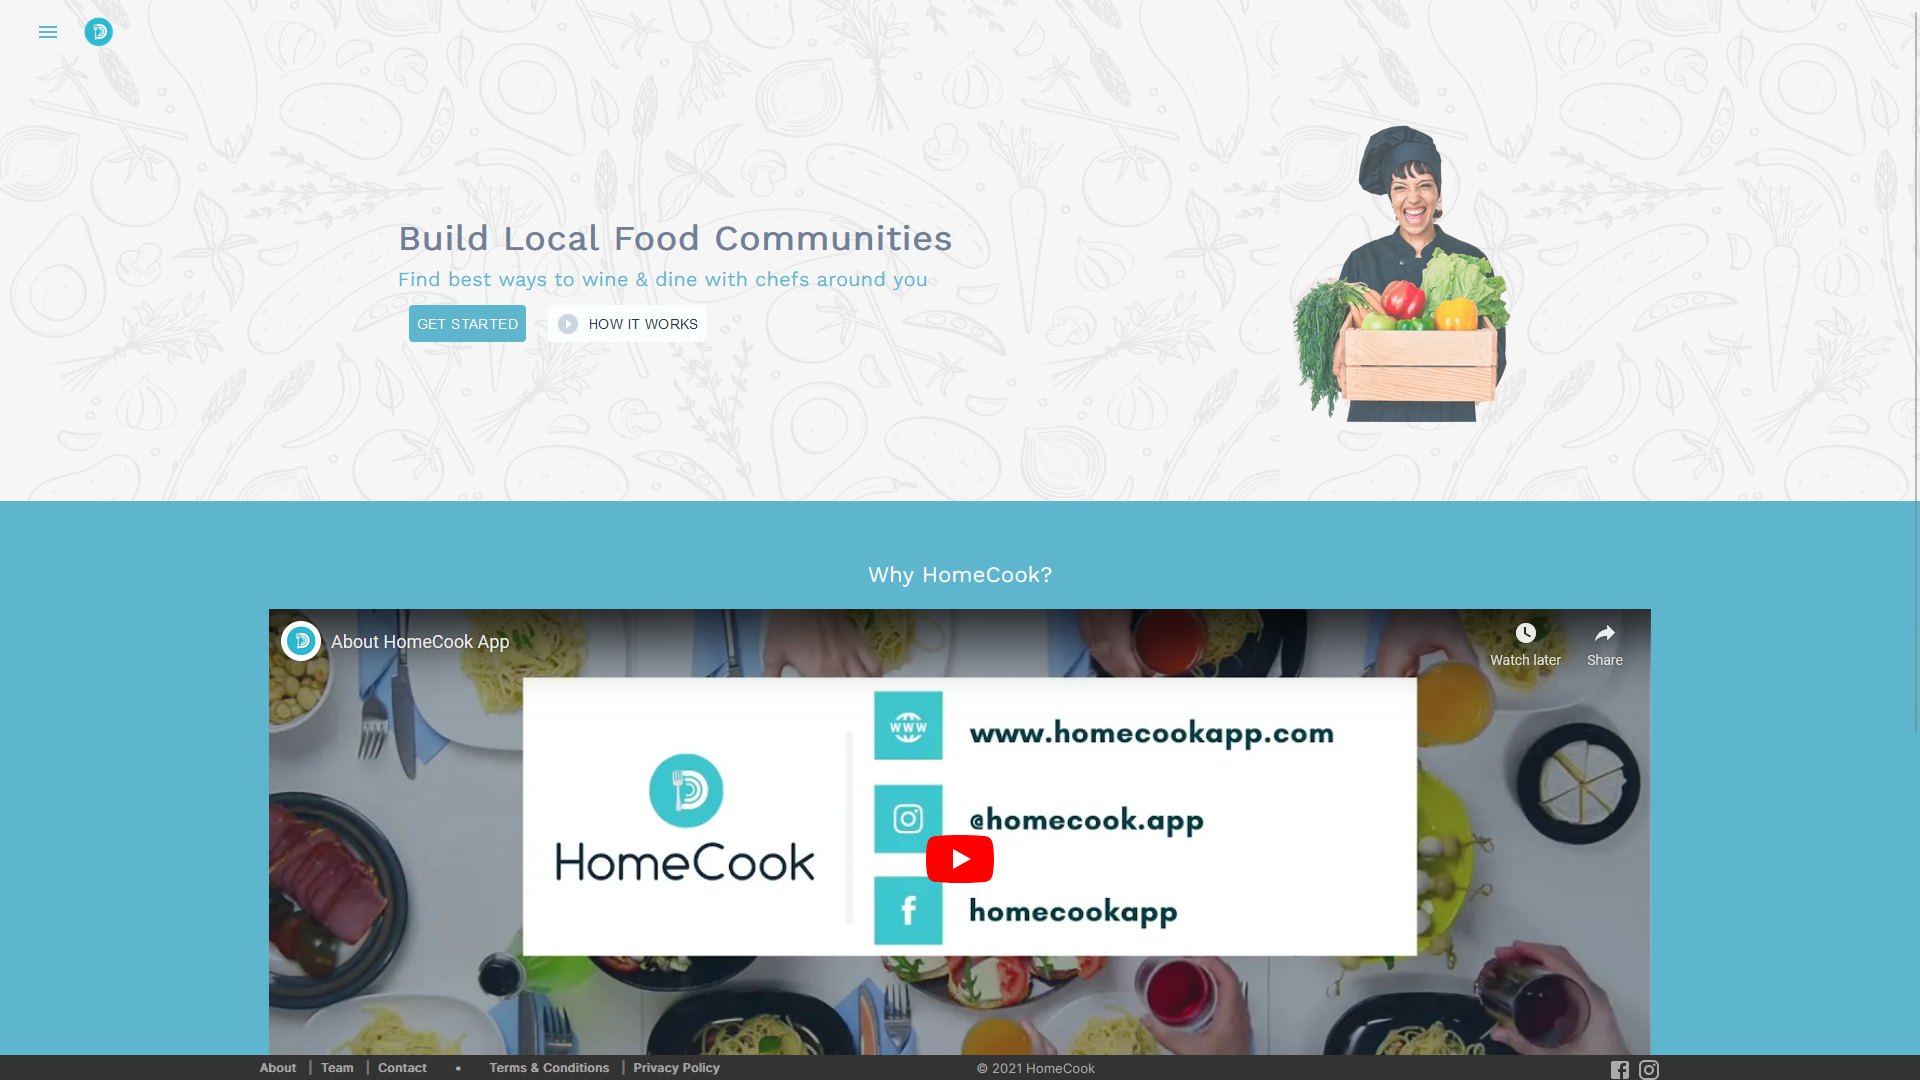 Build Local Food Communities
Find best ways to wine & dine with chefs around you
GET STARTED
HOW IT WORKS
Why HomeCook?
About HomeCook App
Watch later
Share
HomeCook
www
www.homecookapp.com
@homecook.app
homecookapp
About | Team | Contact • Terms & Conditions | Privacy Policy
© 2021 HomeCook